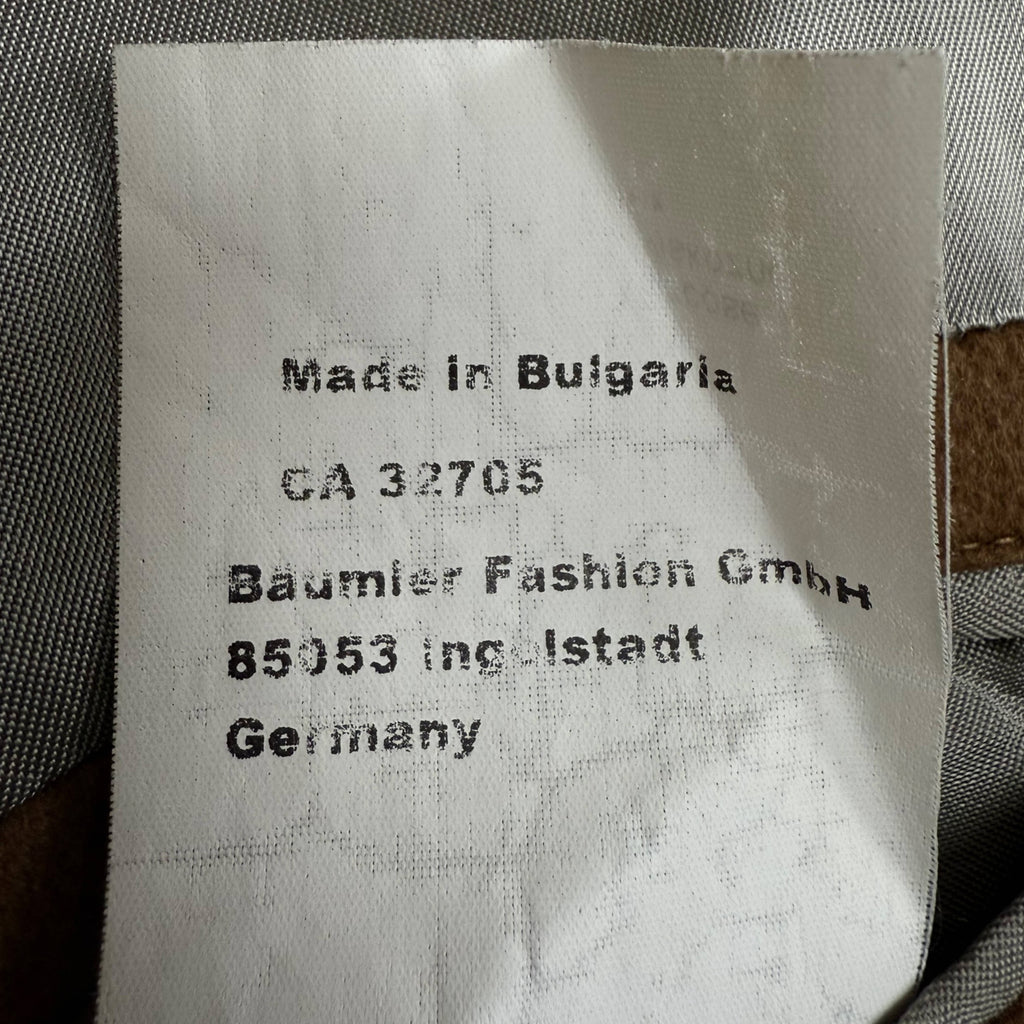 Made in Bulgaria
CA 32705
Baumler Fashion GmbH
85053 Ingolstadt
Germany